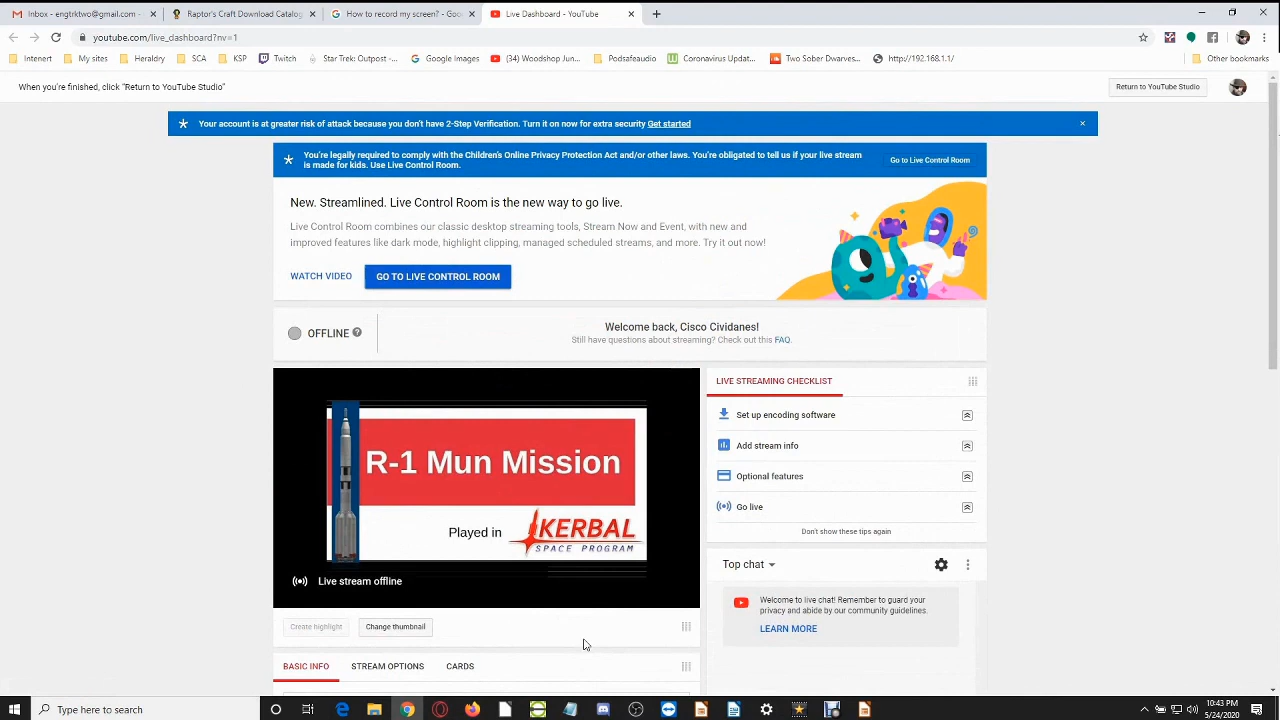 Inbox - engtrktwo@gmail.com -
Raptor's Craft Download Catalog
How to record my screen? - Goo
Live Dashboard - YouTube
youtube.com/live_dashboard?nv=1
Intenert
My sites
Heraldry
SCA
KSP
Twitch
Star Trek: Outpost -...
Google Images
(34) Woodshop Jun...
Podsafeaudio
Coronavirus Updat...
Two Sober Dwarves...
http://192.168.1.1/
Other bookmarks
When you're finished, click "Return to YouTube Studio"
Return to YouTube Studio
Your account is at greater risk of attack because you don't have 2-Step Verification. Turn it on now for extra security Get started
You're legally required to comply with the Children's Online Privacy Protection Act and/or other laws. You're obligated to tell us if your live stream
is made for kids. Use Live Control Room.
Go to Live Control Room
New. Streamlined. Live Control Room is the new way to go live.
Live Control Room combines our classic desktop streaming tools, Stream Now and Event, with new and
improved features like dark mode, highlight clipping, managed scheduled streams, and more. Try it out now!
WATCH VIDEO
GO TO LIVE CONTROL ROOM
OFFLINE
Welcome back, Cisco Cividanes!
Still have questions about streaming? Check out this FAQ.
R-1 Mun Mission
Played in
KERBAL
SPACE PROGRAM
Live stream offline
LIVE STREAMING CHECKLIST
Set up encoding software
Add stream info
Optional features
Go live
Don't show these tips again
Top chat
Welcome to live chat! Remember to guard your
privacy and abide by our community guidelines.
LEARN MORE
Create highlight
Change thumbnail
BASIC INFO
STREAM OPTIONS
CARDS
Type here to search
10:43 PM
5/24/2020